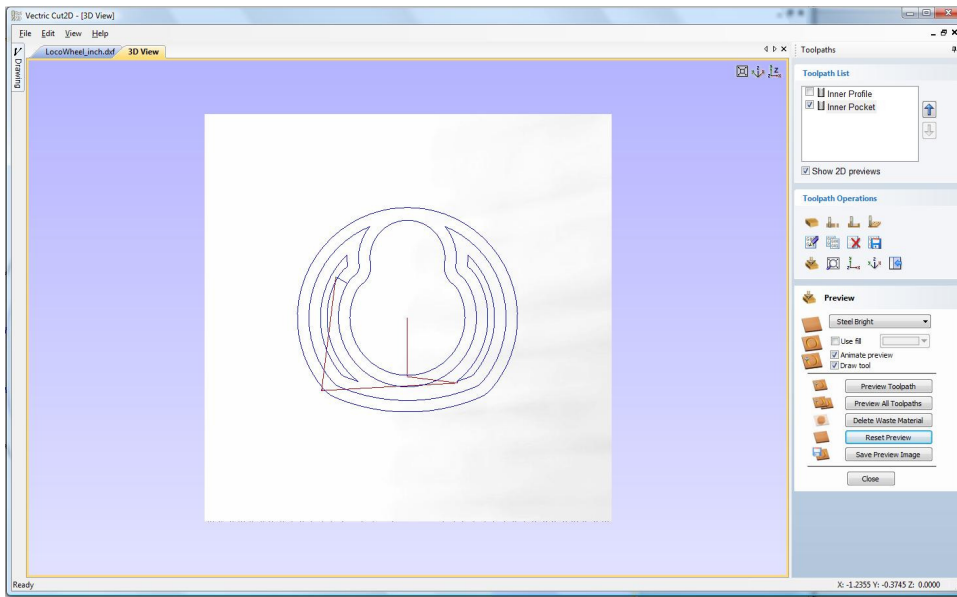 Vectric Cut2D - [3D View]
File Edit View Help
LocoWheel_inch.dxf 3D View
Drawing
Toolpaths
Toolpath List
Inner Profile
Inner Pocket
Show 2D previews
Toolpath Operations
Preview
Steel Bright
Use fill
Animate preview
Draw tool
Preview Toolpath
Preview All Toolpaths
Delete Waste Material
Reset Preview
Save Preview Image
Close
Ready
X: -1.2355 Y: -0.3745 Z: 0.0000